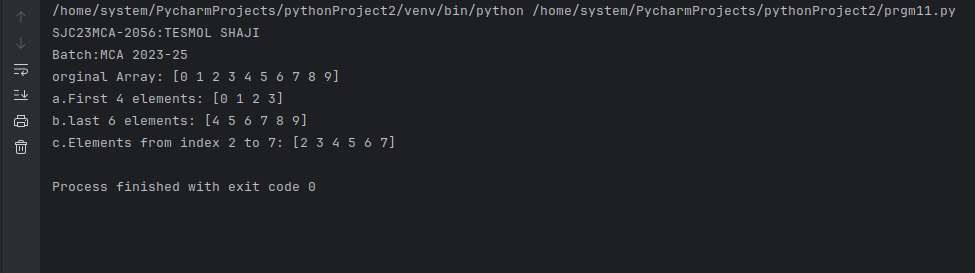 /home/system/PycharmProjects/pythonProject2/venv/bin/python /home/system/PycharmProjects/pythonProject2/prgm11.py
SJC23MCA-2056:TESMOL SHAJI
Batch:MCA 2023-25
orginal Array: [0 1 2 3 4 5 6 7 8 9]
a.First 4 elements: [0 1 2 3]
b.last 6 elements: [4 5 6 7 8 9]
c.Elements from index 2 to 7: [2 3 4 5 6 7]
Process finished with exit code 0